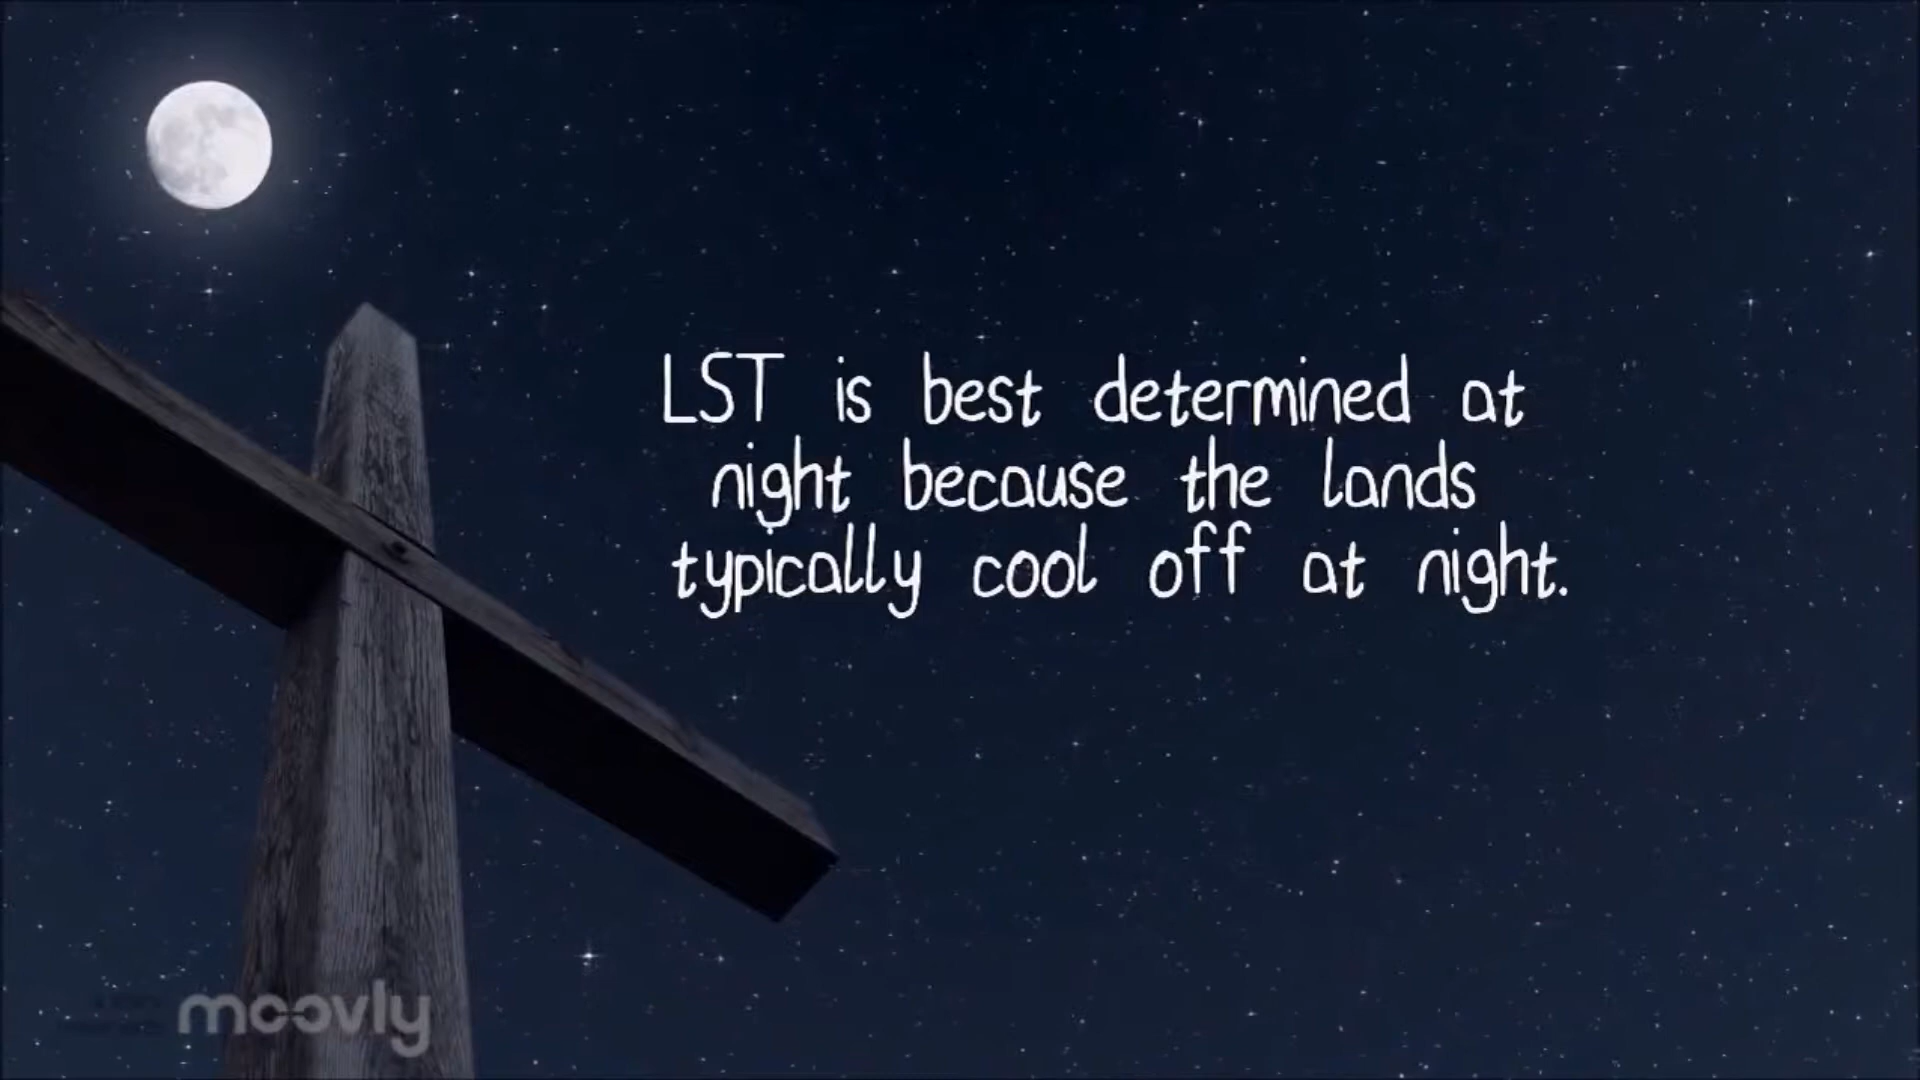 LST is best determined at
night because the lands
typically cool off at night.
moovly